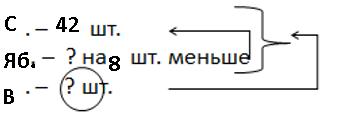 С . – 42 шт.
Яб. – ? на 8 шт. меньше
В . – ? шт.